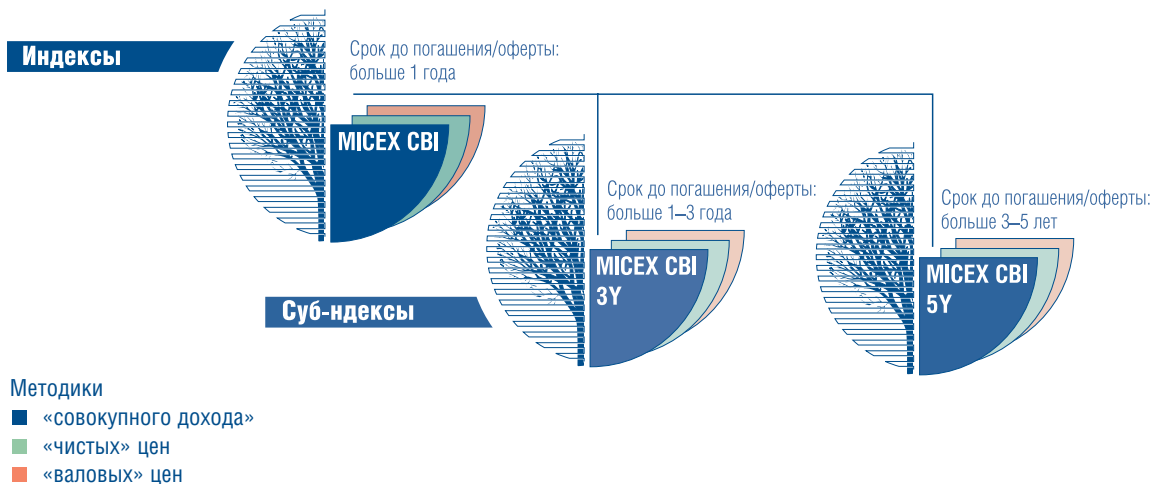 Индексы
Срок до погашения/оферты:
больше 1 года
MICEX CBI
Срок до погашения/оферты:
больше 1–3 года
MICEX CBI
3Y
Срок до погашения/оферты:
больше 3–5 лет
MICEX CBI
5Y
Суб-ндексы
Методики
«совокупного дохода»
«чистых» цен
«валовых» цен